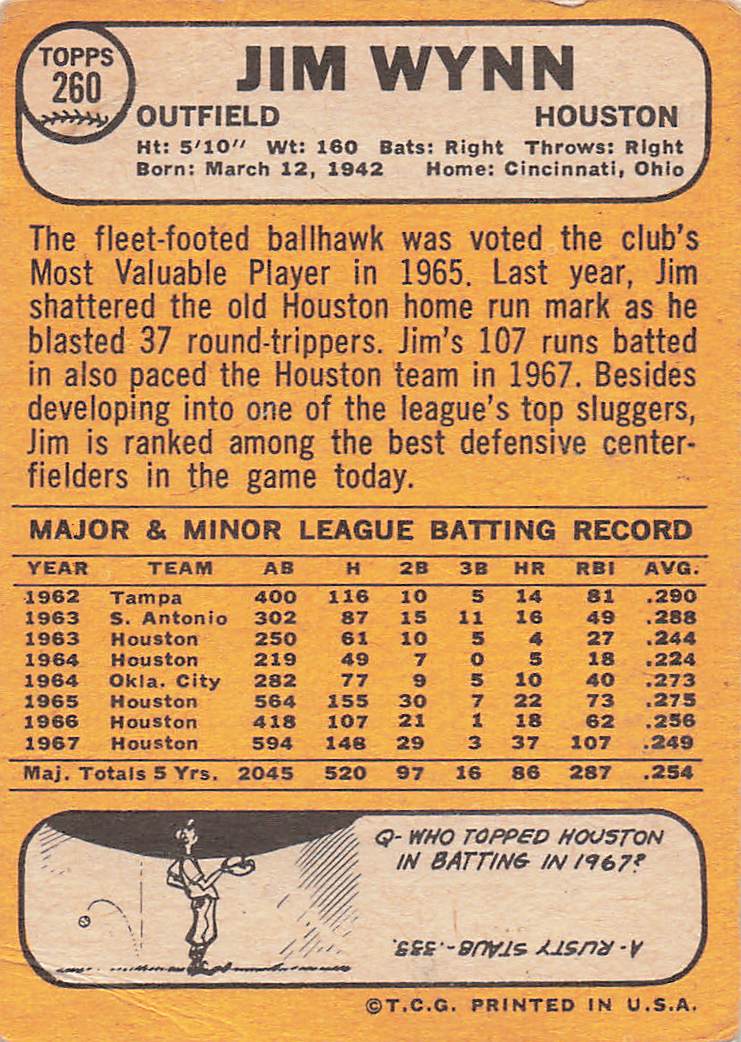 TOPPS
260
JIM WYNN
OUTFIELD HOUSTON
Ht: 5'10" Wt: 160 Bats: Right Throws: Right
Born: March 12, 1942 Home: Cincinnati, Ohio
The fleet-footed ballhawk was voted the club's
Most Valuable Player in 1965. Last year, Jim
shattered the old Houston home run mark as he
blasted 37 round-trippers. Jim's 107 runs batted
in also paced the Houston team in 1967. Besides
developing into one of the league's top sluggers,
Jim is ranked among the best defensive center-
fielders in the game today.
MAJOR & MINOR LEAGUE BATTING RECORD
YEAR TEAM AB H 2B 3B HR RBI AVG.
1962 Tampa 400 116 10 5 14 81 .290
1963 S. Antonio 302 87 15 11 16 49 .288
1963 Houston 250 61 10 5 4 27 .244
1964 Houston 219 49 7 0 5 18 .224
1964 Okla. City 282 77 9 5 10 40 .273
1965 Houston 564 155 30 7 22 73 .275
1966 Houston 418 107 21 1 18 62 .256
1967 Houston 594 148 29 3 37 107 .249
Maj. Totals 5 Yrs. 2045 520 97 16 86 287 .254
Q- WHO TOPPED HOUSTON
IN BATTING IN 1967?
A- RUSTY STAUB-.333.
©T.C.G. PRINTED IN U.S.A.